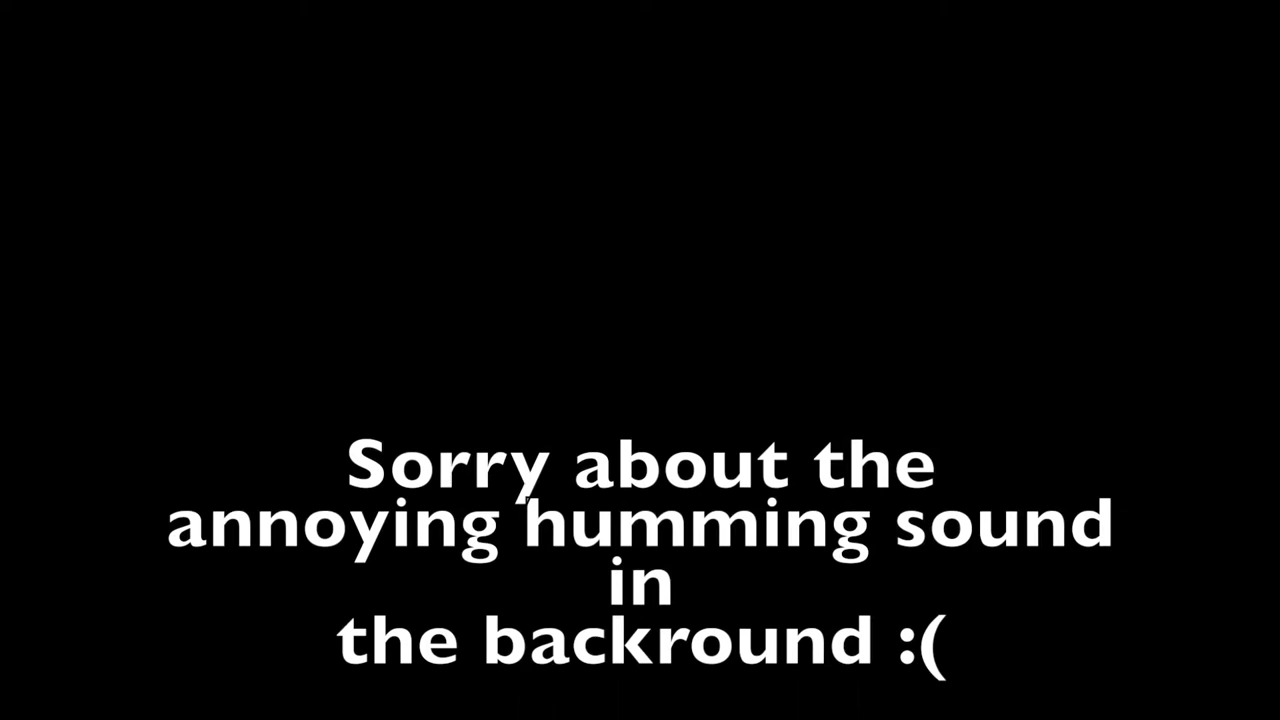 Sorry about the
annoying humming sound
in
the backround :(